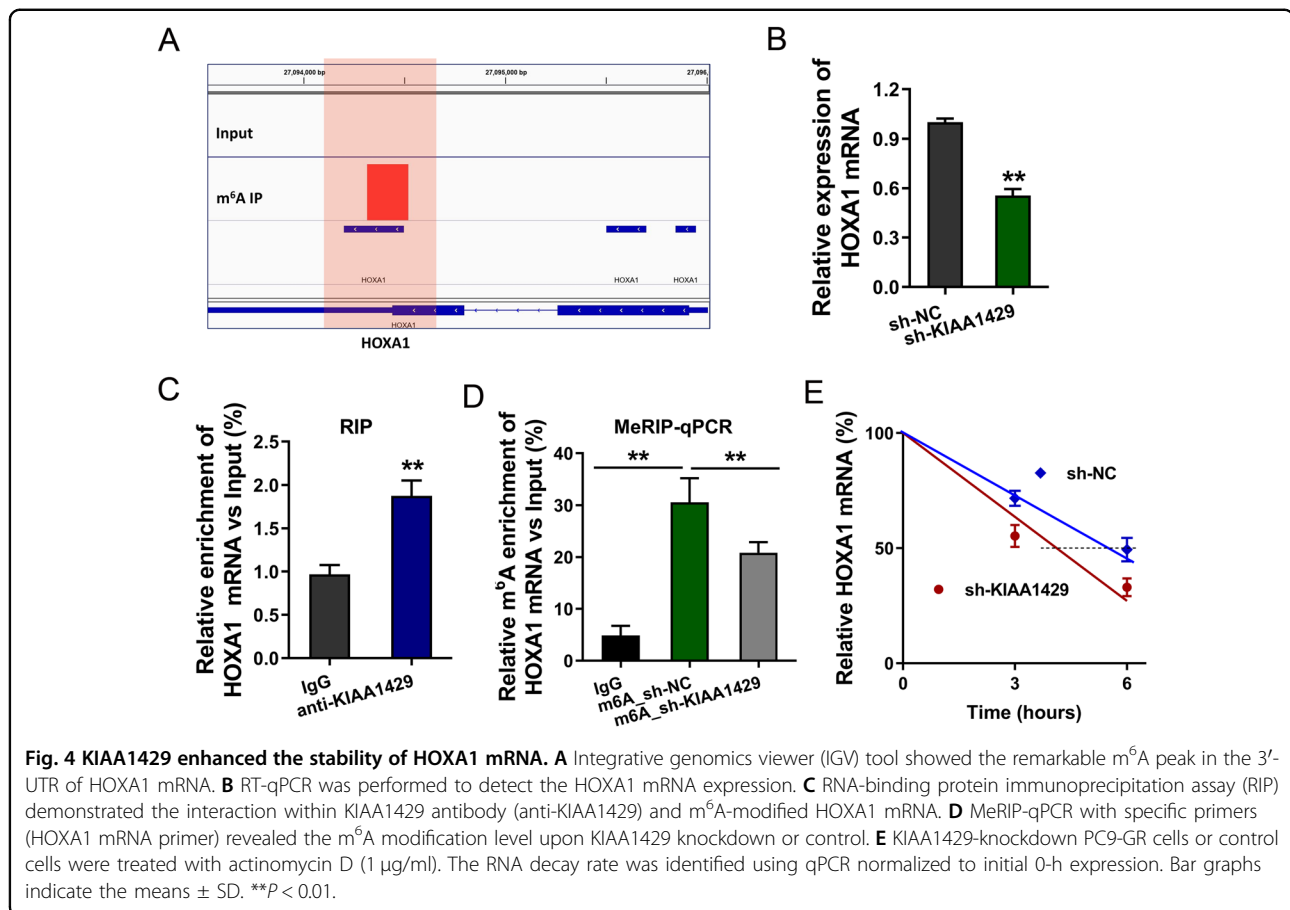 A
27,094,000 bp
27,095,000 bp
27,096,
Input
m⁶A IP
HOXA1
HOXA1
HOXA1
HOXA1
HOXA1
B
Relative expression of
HOXA1 mRNA
1.2
0.9
0.6
0.3
0.0
**
sh-NC
sh-KIAA1429
C
RIP
Relative enrichment of
HOXA1 mRNA vs Input (%)
2.5
2.0
1.5
1.0
0.5
0.0
**
IgG
anti-KIAA1429
D
MeRIP-qPCR
Relative m⁶A enrichment of
HOXA1 mRNA vs Input (%)
40
30
20
10
0
** **
IgG
m6A_sh-NC
m6A_sh-KIAA1429
E
Relative HOXA1 mRNA (%)
100
50
0
sh-NC
sh-KIAA1429
0 3 6
Time (hours)
Fig. 4 KIAA1429 enhanced the stability of HOXA1 mRNA. A Integrative genomics viewer (IGV) tool showed the remarkable m⁶A peak in the 3′-
UTR of HOXA1 mRNA. B RT-qPCR was performed to detect the HOXA1 mRNA expression. C RNA-binding protein immunoprecipitation assay (RIP)
demonstrated the interaction within KIAA1429 antibody (anti-KIAA1429) and m⁶A-modified HOXA1 mRNA. D MeRIP-qPCR with specific primers
(HOXA1 mRNA primer) revealed the m⁶A modification level upon KIAA1429 knockdown or control. E KIAA1429-knockdown PC9-GR cells or control
cells were treated with actinomycin D (1 μg/ml). The RNA decay rate was identified using qPCR normalized to initial 0-h expression. Bar graphs
indicate the means ± SD. **P < 0.01.